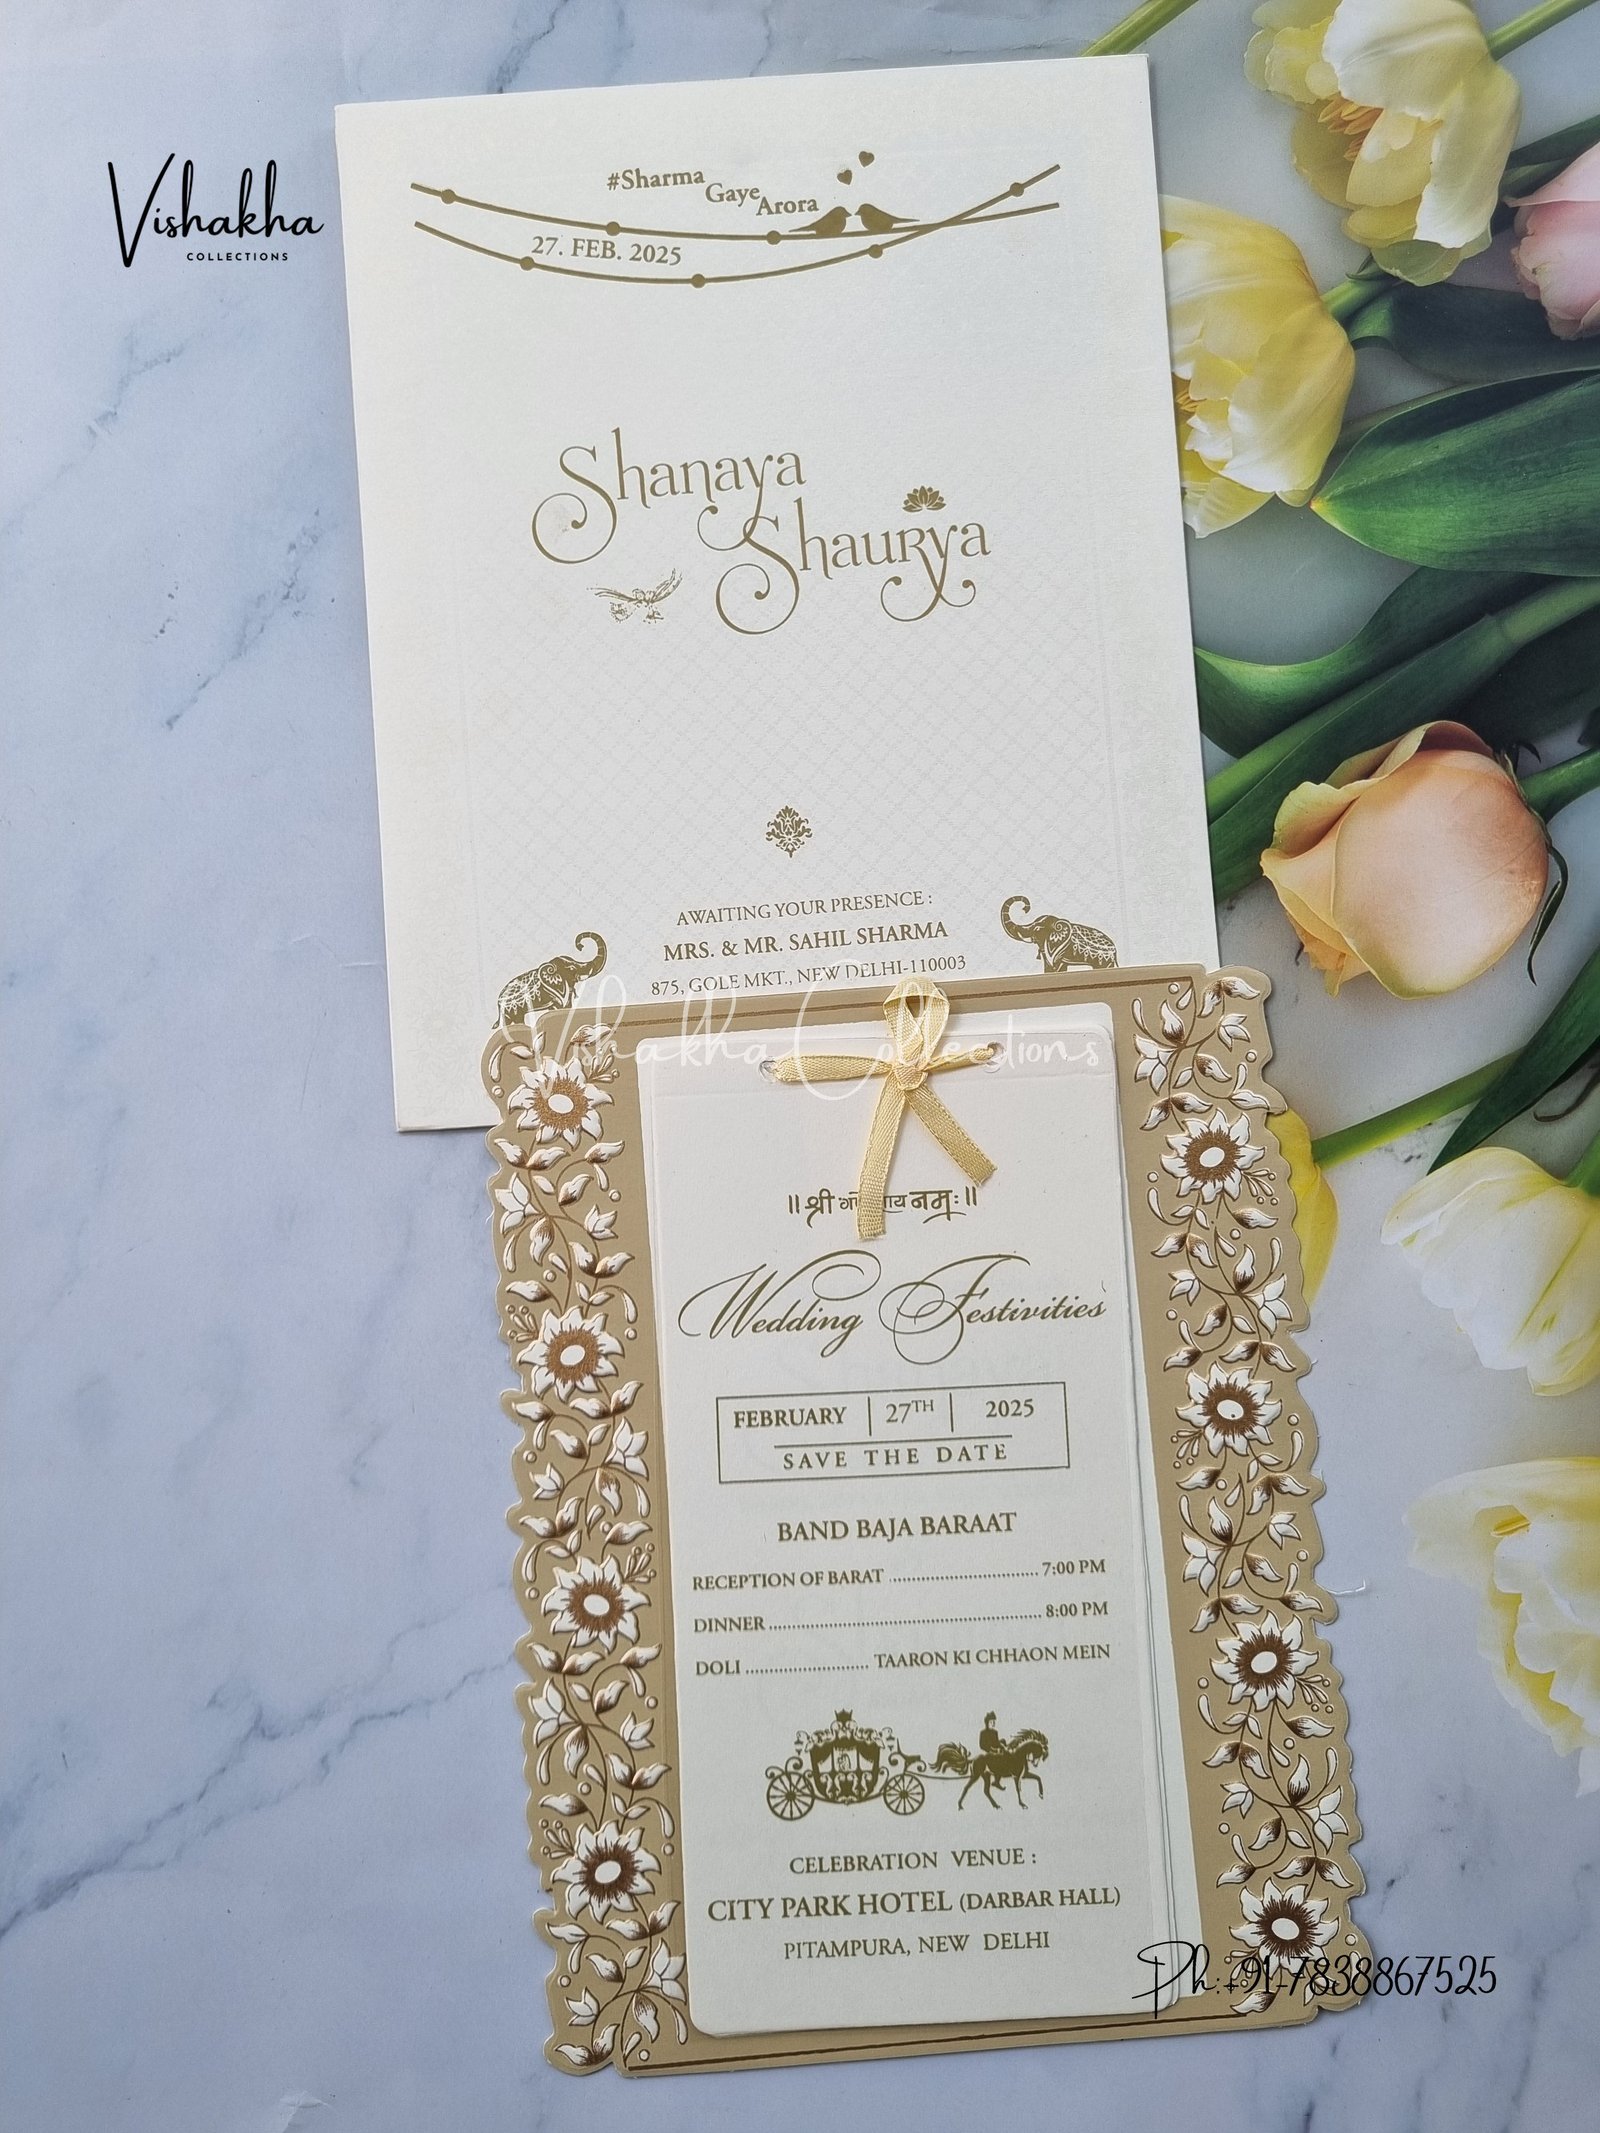 Vishakha
COLLECTIONS
#Sharma
Gaye
Arora
27. FEB. 2025
Shanaya
Shaurya
AWAITING YOUR PRESENCE :
MRS. & MR. SAHIL SHARMA
875, GOLE MKT., NEW DELHI-110003
Vishakha Collections
॥ श्री नमः ॥
Wedding Festivities
FEBRUARY | 27TH | 2025
SAVE THE DATE
BAND BAJA BARAAT
RECEPTION OF BARAT ................................... 7:00 PM
DINNER ................................................................ 8:00 PM
DOLI ............................. TAARON KI CHHAON MEIN
CELEBRATION VENUE :
CITY PARK HOTEL (DARBAR HALL)
PITAMPURA, NEW DELHI
Ph:+91-7838867525